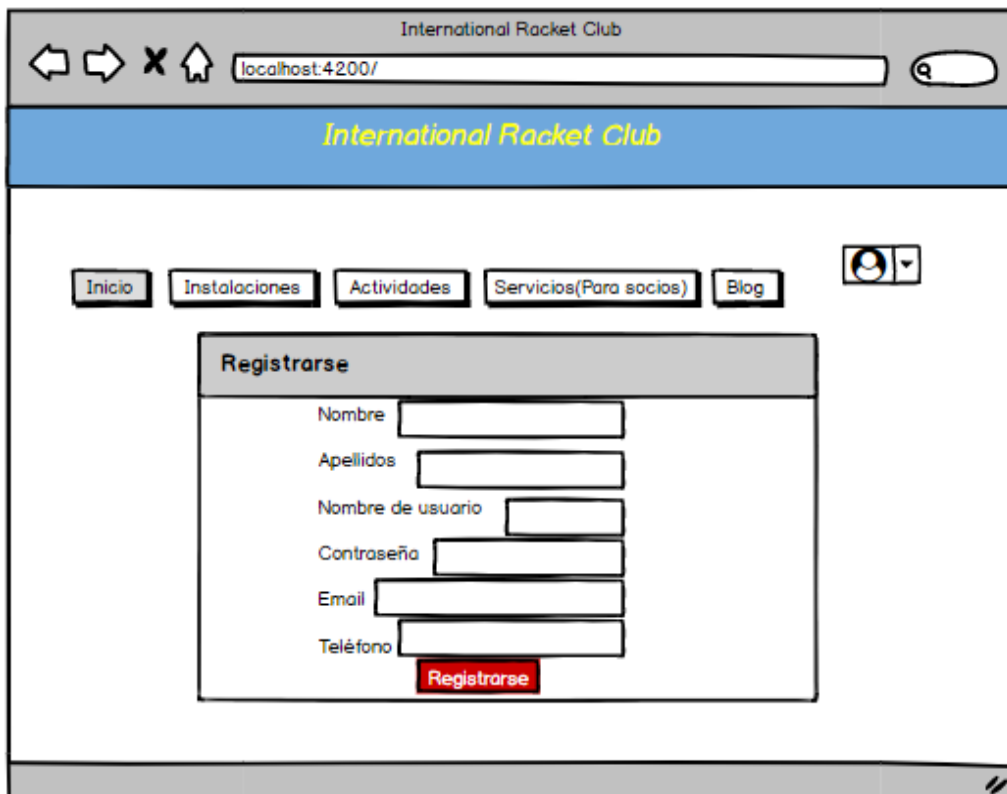 International Racket Club
localhost:4200/
International Racket Club
Inicio
Instalaciones
Actividades
Servicios(Para socios)
Blog
Registrarse
Nombre
Apellidos
Nombre de usuario
Contraseña
Email
Teléfono
Registrarse